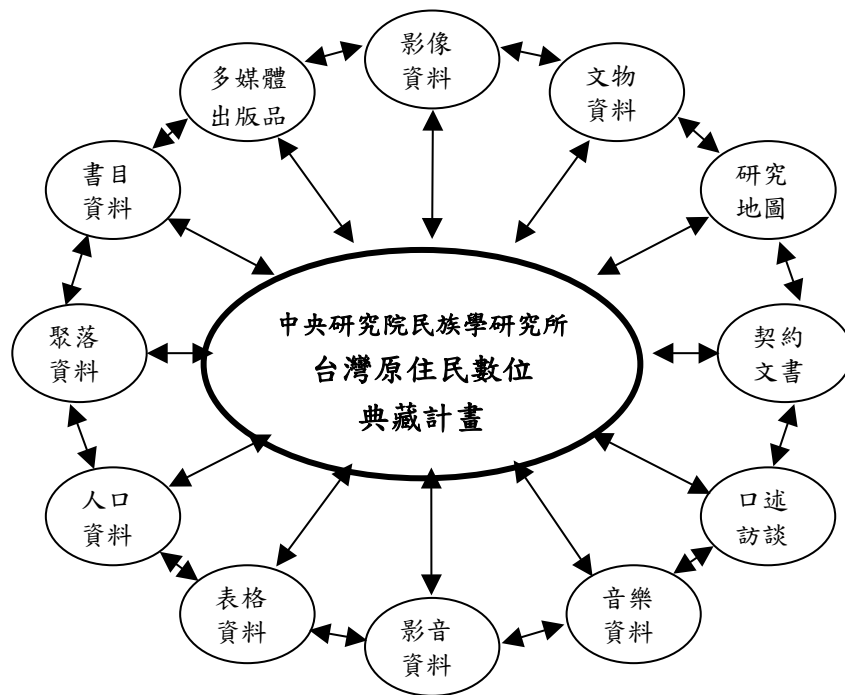 影像
資料
文物
資料
研究
地圖
契約
文書
口述
訪談
音樂
資料
影音
資料
表格
資料
人口
資料
聚落
資料
書目
資料
多媒體
出版品
中央研究院民族學研究所
台灣原住民數位
典藏計畫